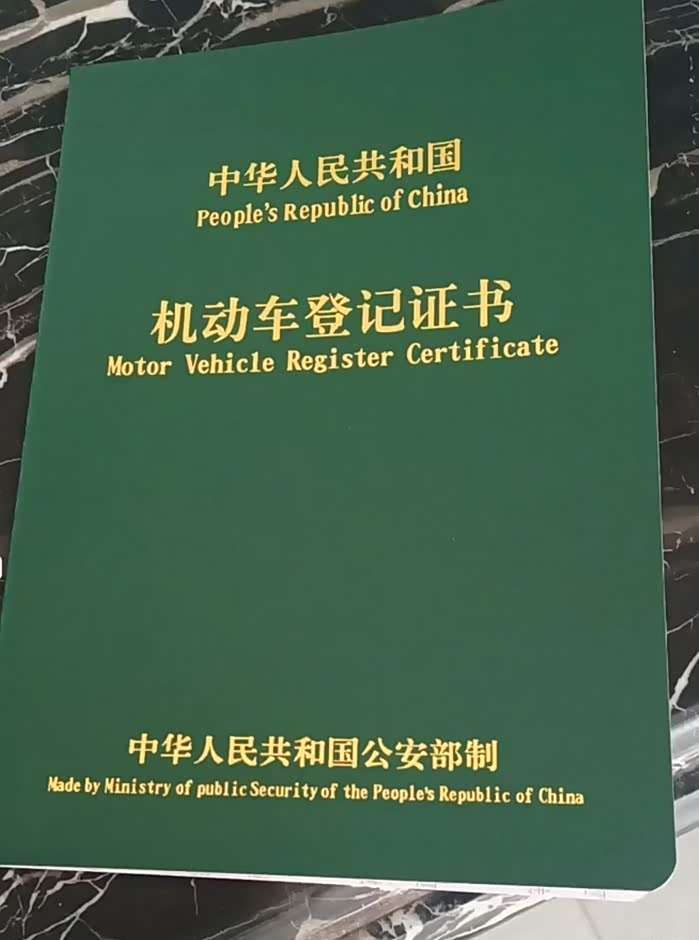 中华人民共和国
People's Republic of China
机动车登记证书
Motor Vehicle Register Certificate
中华人民共和国公安部制
Made by Ministry of public Security of the People's Republic of China